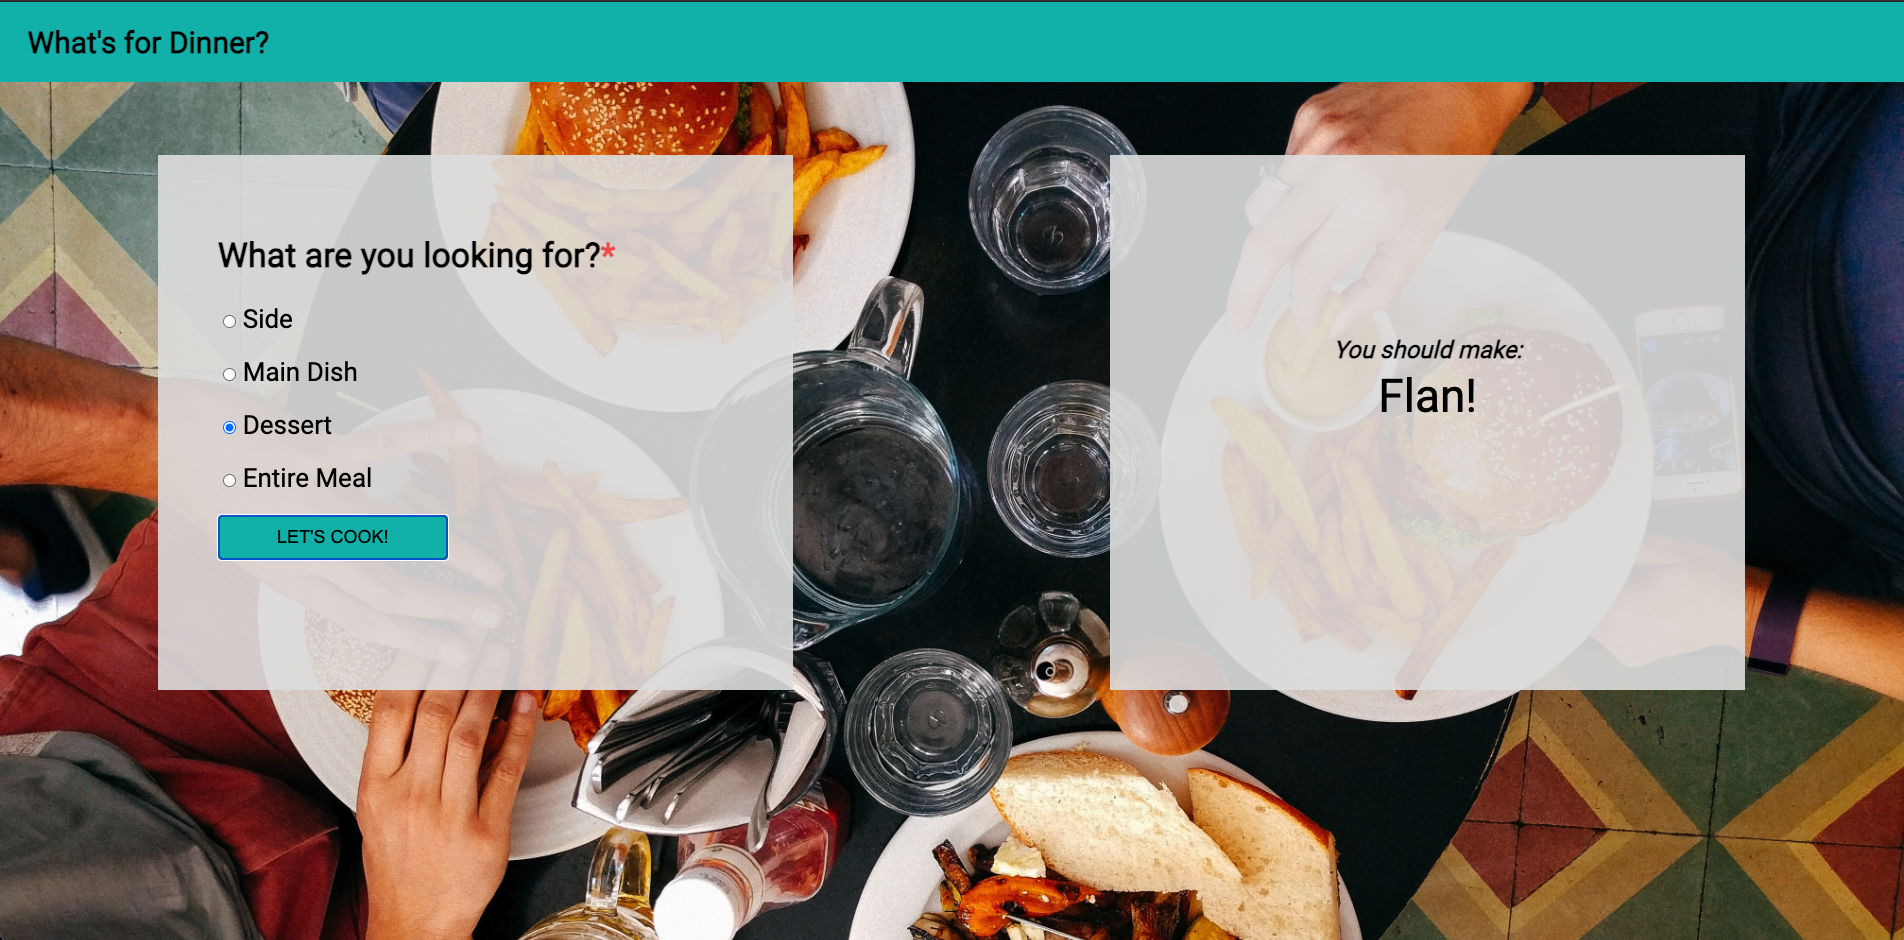 What's for Dinner?
What are you looking for?*
Side
Main Dish
Dessert
Entire Meal
LET'S COOK!
You should make:
Flan!